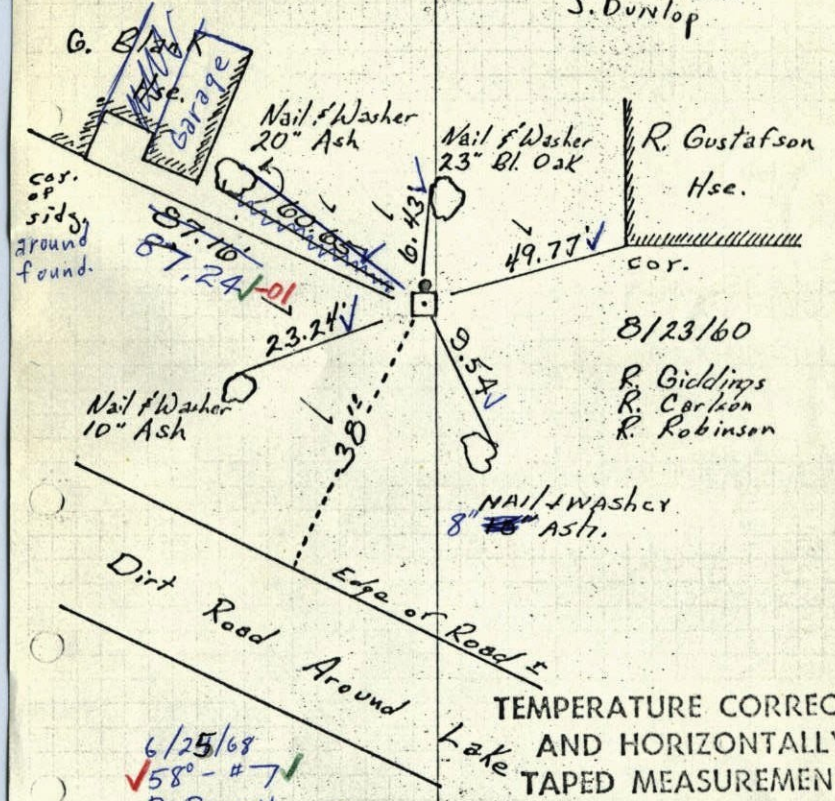 J. Dunlop
G. Blank
Hse.
Garage
Nail & Washer
20" Ash
Nail & Washer
23" Bl. Oak
R. Gustafson
Hse.
cor.
of
sidg.
around
found.
87.16'
87.24 -01
60.65
6.43
49.77'
cor.
23.24'
9.54
38'±
8/23/60
R. Giddings
R. Carlson
R. Robinson
Nail & Washer
10" Ash
NAIL & WASHER
8" ASH.
Edge of Road ±
Dirt Road Around Lake
TEMPERATURE CORREC
AND HORIZONTALLY
TAPED MEASUREMEN
6/25/68
58° - #7